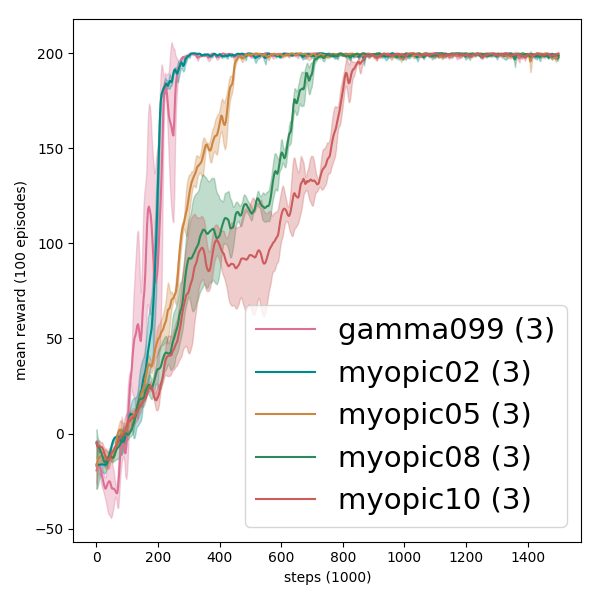 200
150
100
50
0
−50
mean reward (100 episodes)
gamma099 (3)
myopic02 (3)
myopic05 (3)
myopic08 (3)
myopic10 (3)
0 200 400 600 800 1000 1200 1400
steps (1000)